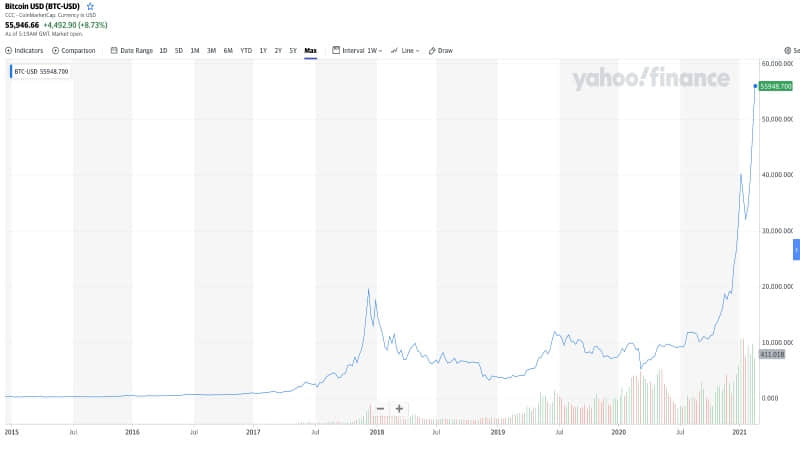 Bitcoin USD (BTC-USD)
CCC - CoinMarketCap. Currency in USD
55,946.66 +4,492.90 (+8.73%)
As of 5:19AM GMT. Market open.
Indicators Comparison Date Range 1D 5D 1M 3M 6M YTD 1Y 2Y 5Y Max Interval 1W Line Draw Se
BTC-USD 55948.700
yahoo!finance
60,000.000
55948.700
50,000.000
40,000.000
30,000.000
20,000.000
10,000.000
411.01B
0.000
2015 Jul 2016 Jul 2017 Jul 2018 Jul 2019 Jul 2020 Jul 2021